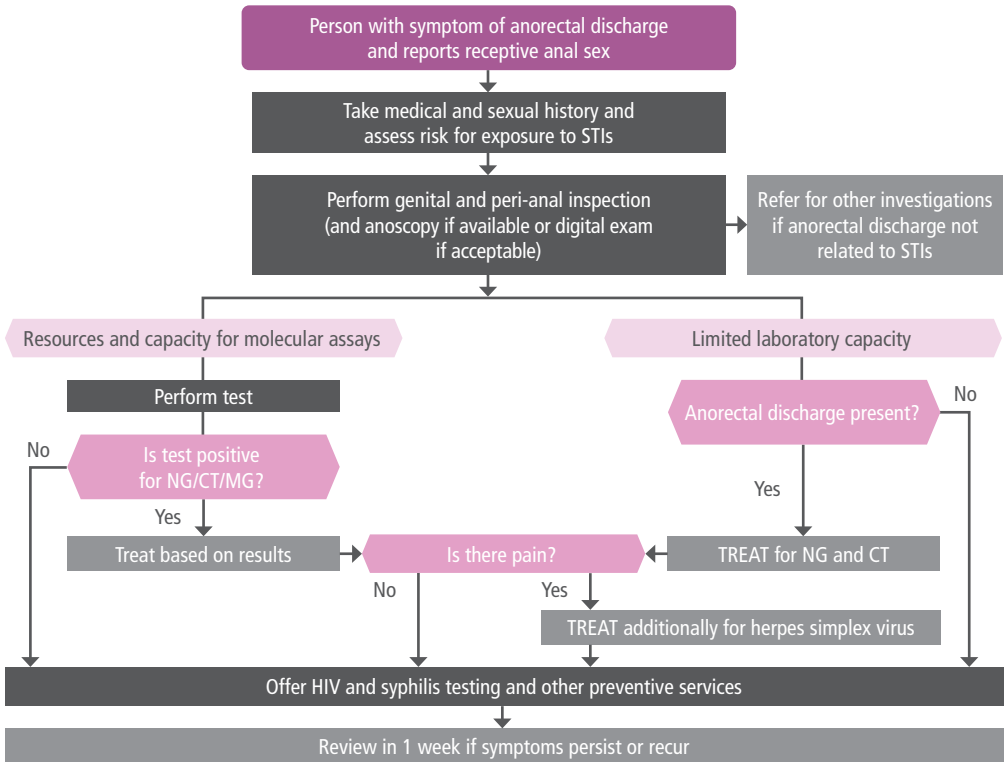 Person with symptom of anorectal discharge
and reports receptive anal sex
Take medical and sexual history and
assess risk for exposure to STIs
Perform genital and peri-anal inspection
(and anoscopy if available or digital exam
if acceptable)
Refer for other investigations
if anorectal discharge not
related to STIs
Resources and capacity for molecular assays
Limited laboratory capacity
Perform test
Anorectal discharge present?
No
No
Is test positive
for NG/CT/MG?
Yes
Yes
Treat based on results
Is there pain?
TREAT for NG and CT
No
Yes
TREAT additionally for herpes simplex virus
Offer HIV and syphilis testing and other preventive services
Review in 1 week if symptoms persist or recur